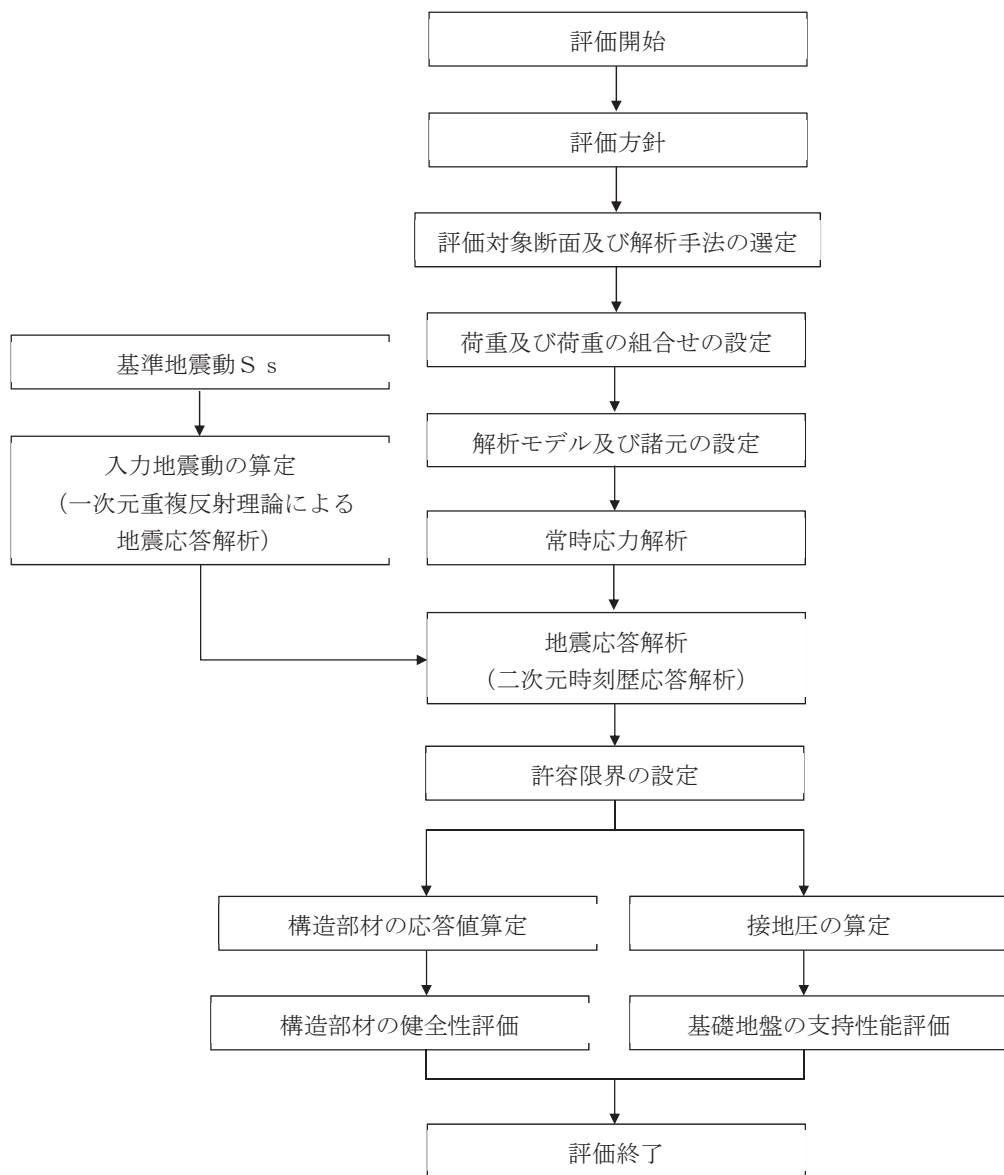 評価開始
評価方針
評価対象断面及び解析手法の選定
荷重及び荷重の組合せの設定
基準地震動Ｓｓ
解析モデル及び諸元の設定
入力地震動の算定
（一次元重複反射理論による
地震応答解析）
常時応力解析
地震応答解析
（二次元時刻歴応答解析）
許容限界の設定
構造部材の応答値算定
接地圧の算定
構造部材の健全性評価
基礎地盤の支持性能評価
評価終了